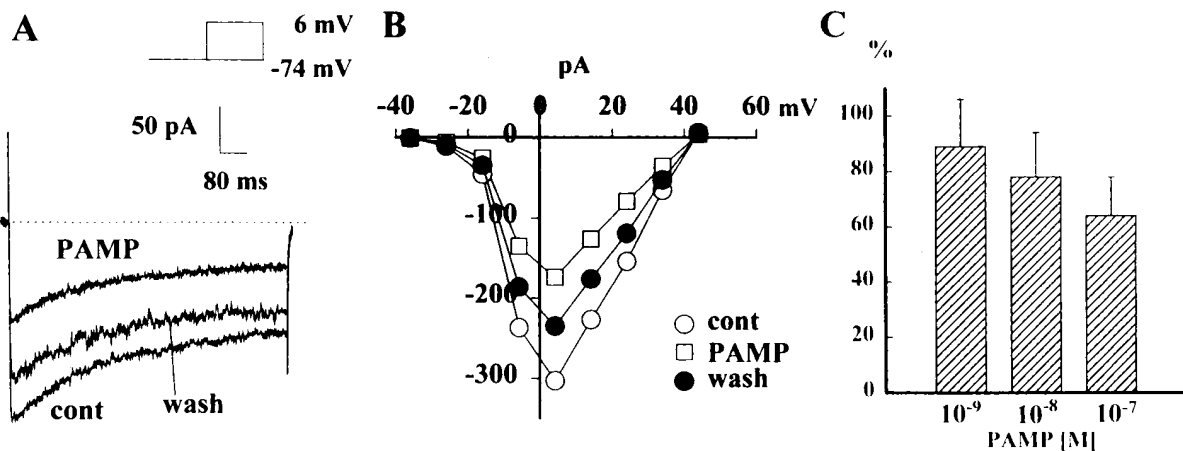 A
6 mV
-74 mV
50 pA
80 ms
PAMP
cont
wash
B
pA
-40 -20 0 20 40 60 mV
0
-100
-200
-300
cont
PAMP
wash
C
%
100
80
60
40
20
0
10-9 10-8 10-7
PAMP [M[